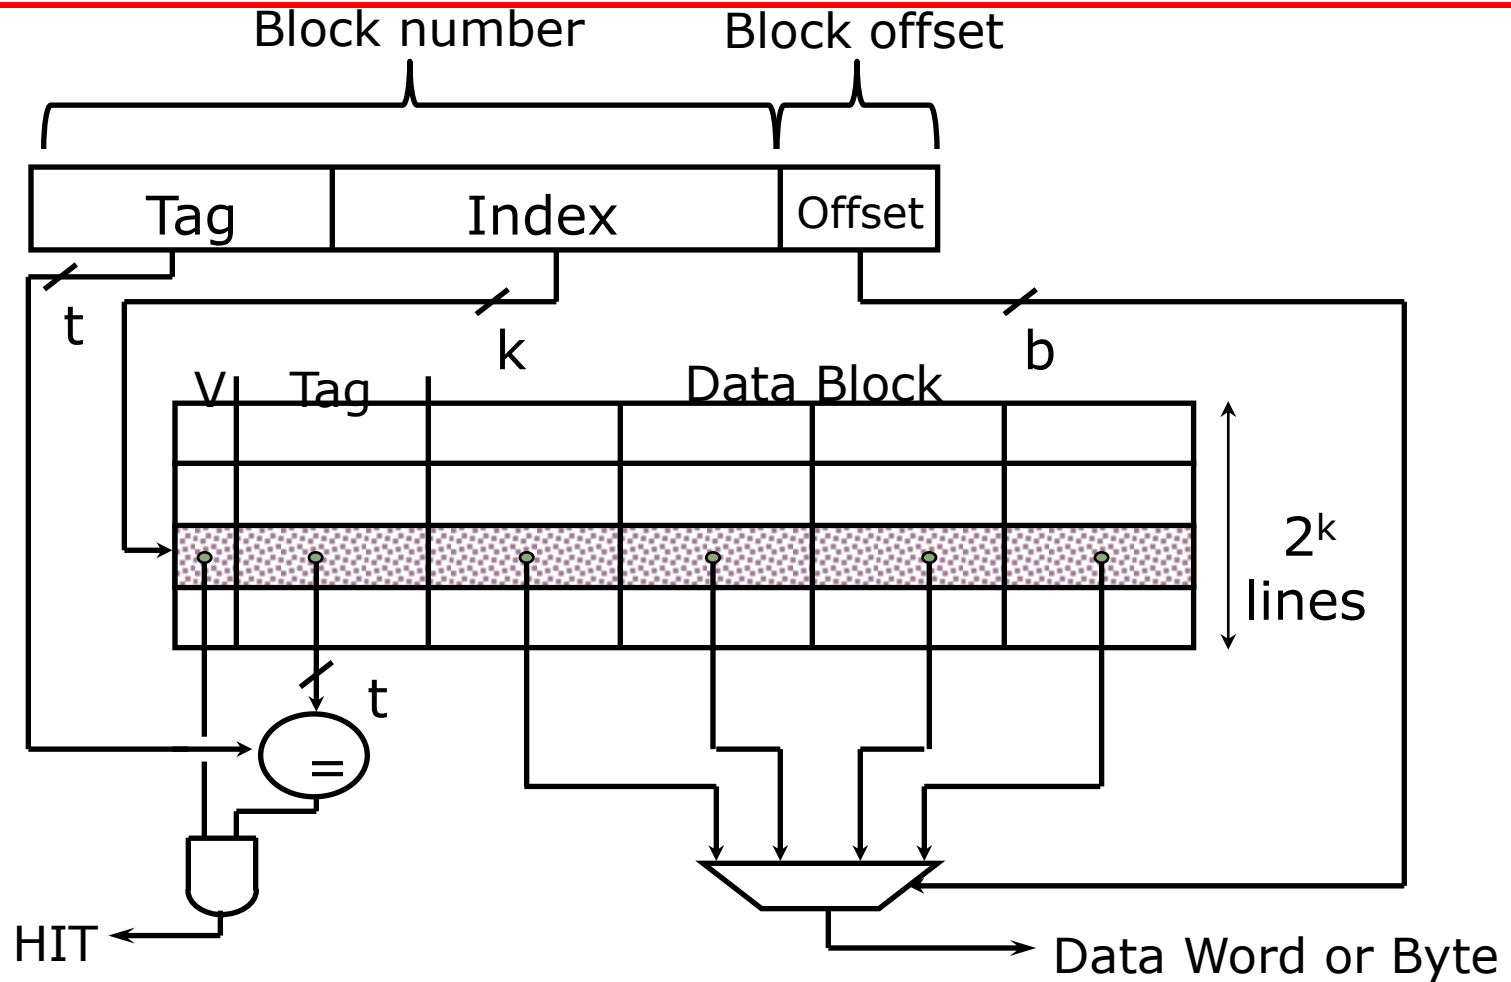 Block number
Block offset
Tag
Index
Offset
t
k
b
V
Tag
Data Block
2ᵏ
lines
t
=
HIT
Data Word or Byte